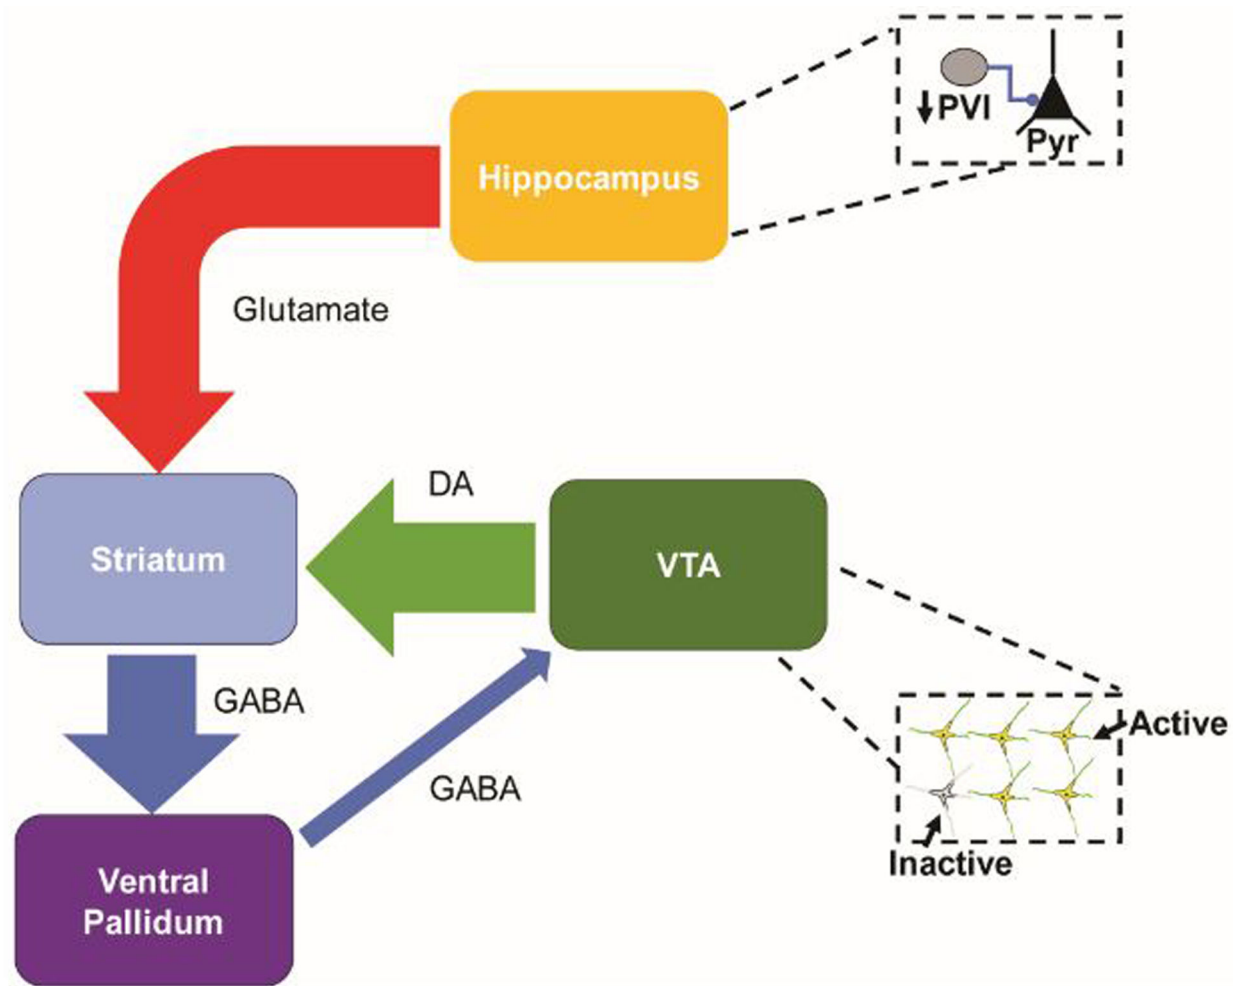 ↓PVI
Pyr
Hippocampus
Glutamate
DA
Striatum
VTA
GABA
GABA
Active
Inactive
Ventral
Pallidum